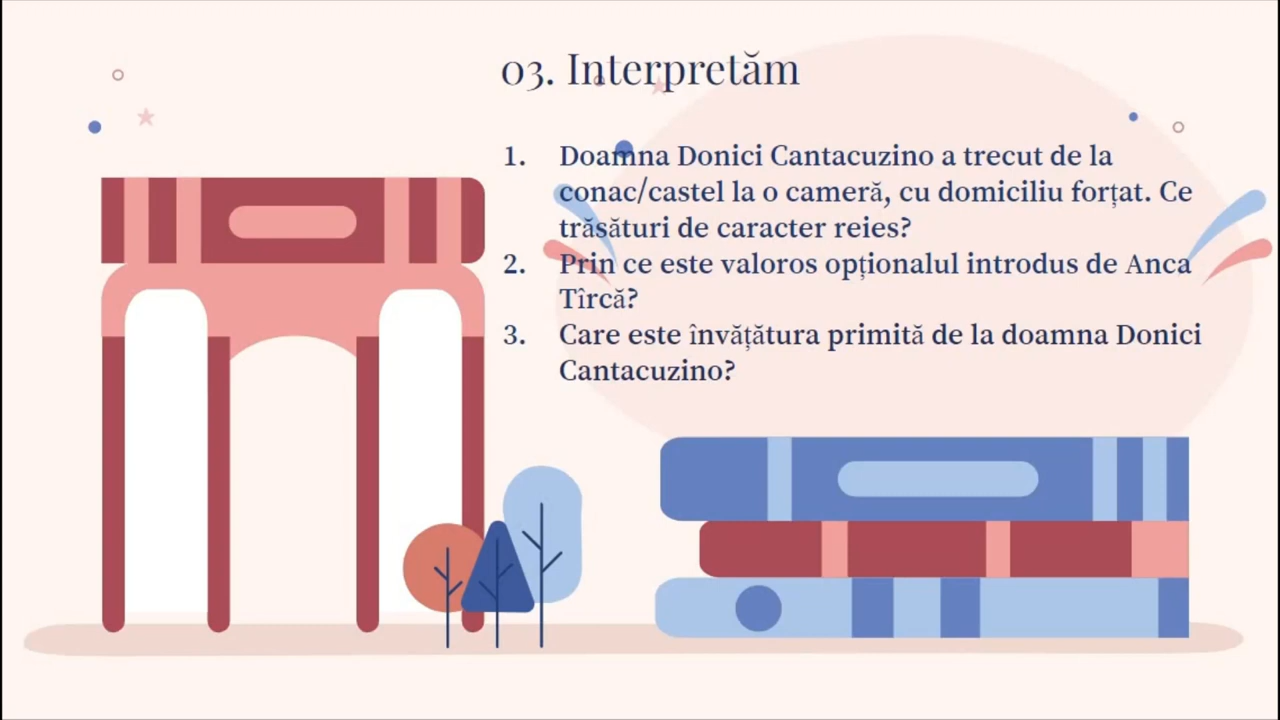 03. Interpretăm
1. Doamna Donici Cantacuzino a trecut de la
conac/castel la o cameră, cu domiciliu forțat. Ce
trăsături de caracter reies?
2. Prin ce este valoros opționalul introdus de Anca
Tîrcă?
3. Care este învățătura primită de la doamna Donici
Cantacuzino?